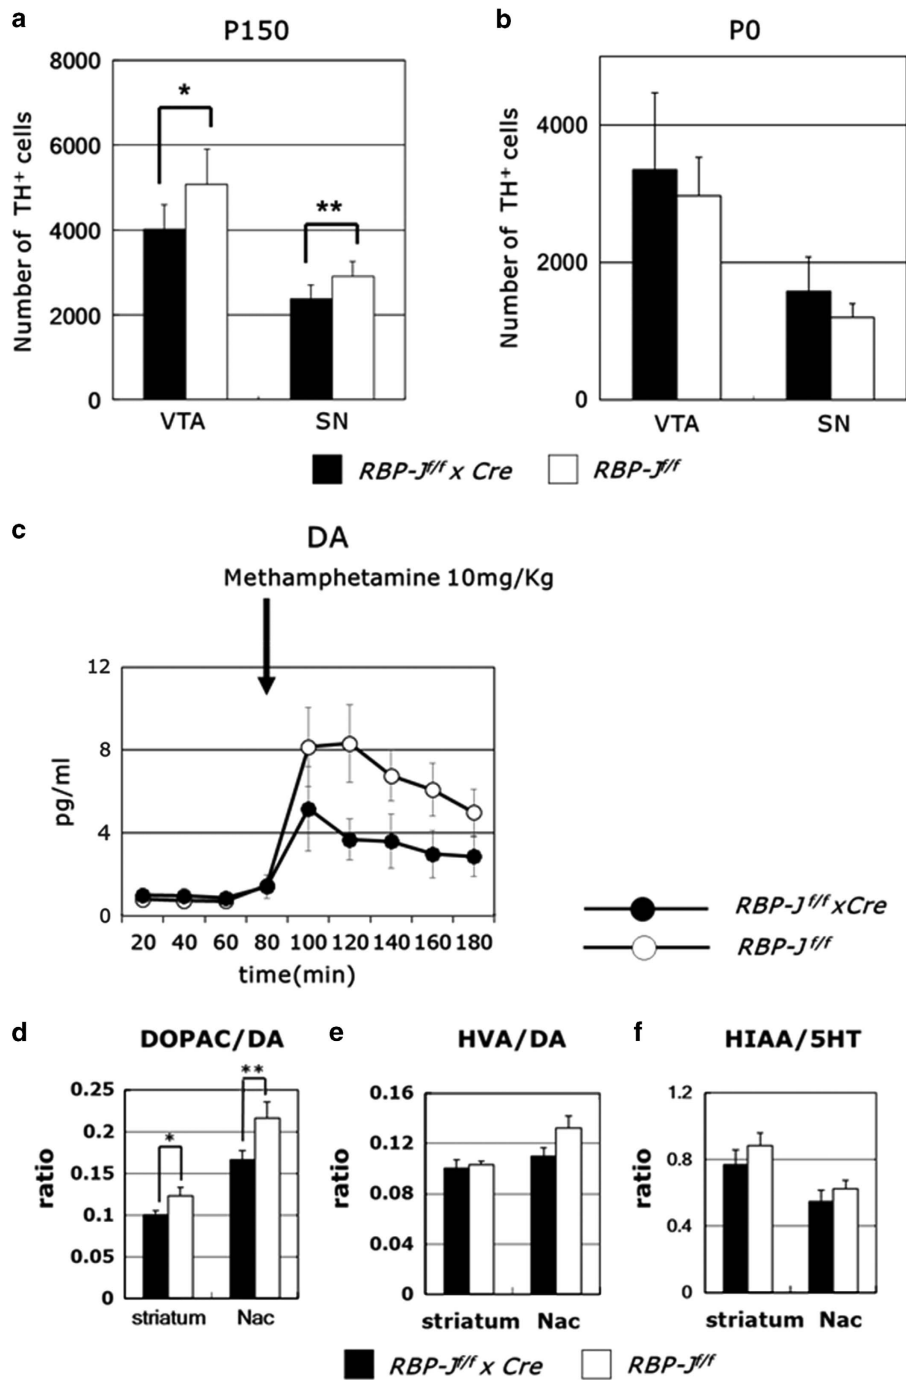 a
P150
Number of TH⁺ cells
8000
6000
4000
2000
0
*
**
VTA SN
b
P0
Number of TH⁺ cells
4000
2000
0
VTA SN
RBP-Jf/f x Cre RBP-Jf/f
c
DA
Methamphetamine 10mg/Kg
pg/ml
12
8
4
0
20 40 60 80 100 120 140 160 180
time(min)
RBP-J f/f xCre
RBP-J f/f
d
DOPAC/DA
ratio
0.25
0.2
0.15
0.1
0.05
0
*
**
striatum Nac
e
HVA/DA
ratio
0.16
0.12
0.08
0.04
0
striatum Nac
f
HIAA/5HT
ratio
1.2
0.8
0.4
0
striatum Nac
RBP-Jf/f x Cre RBP-Jf/f